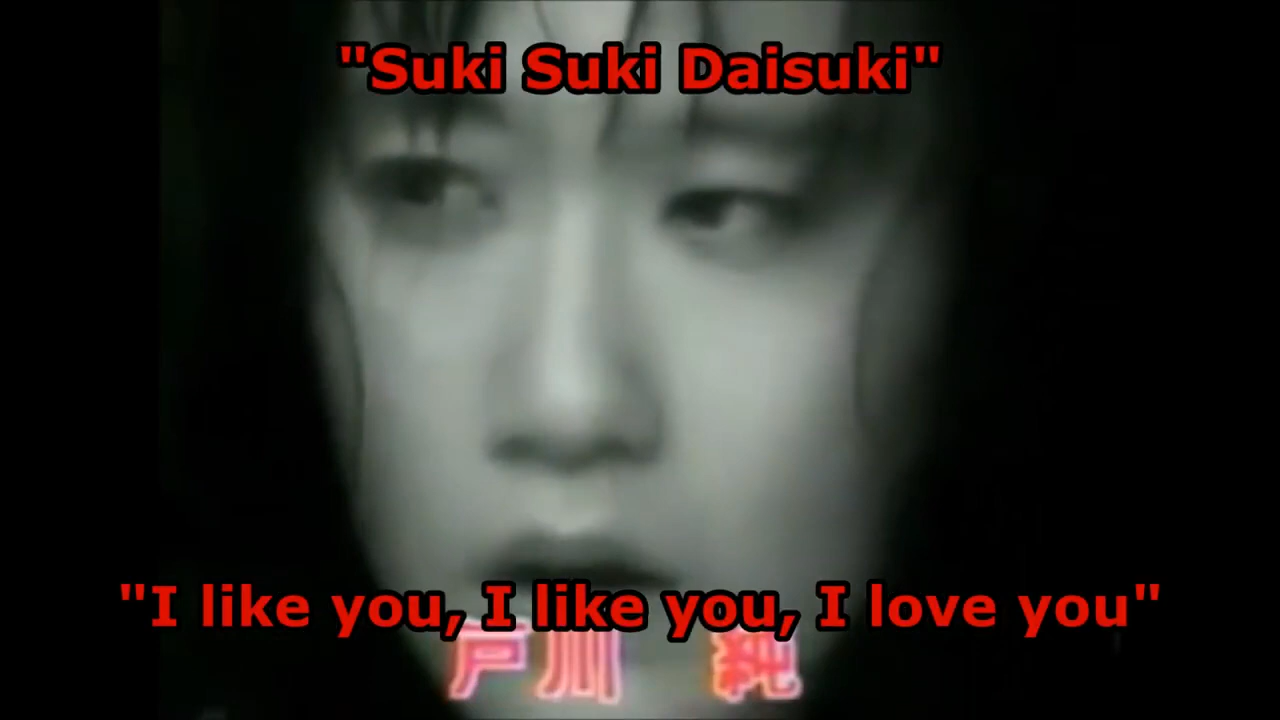 "Suki Suki Daisuki"
"I like you, I like you, I love you"
戸川 純